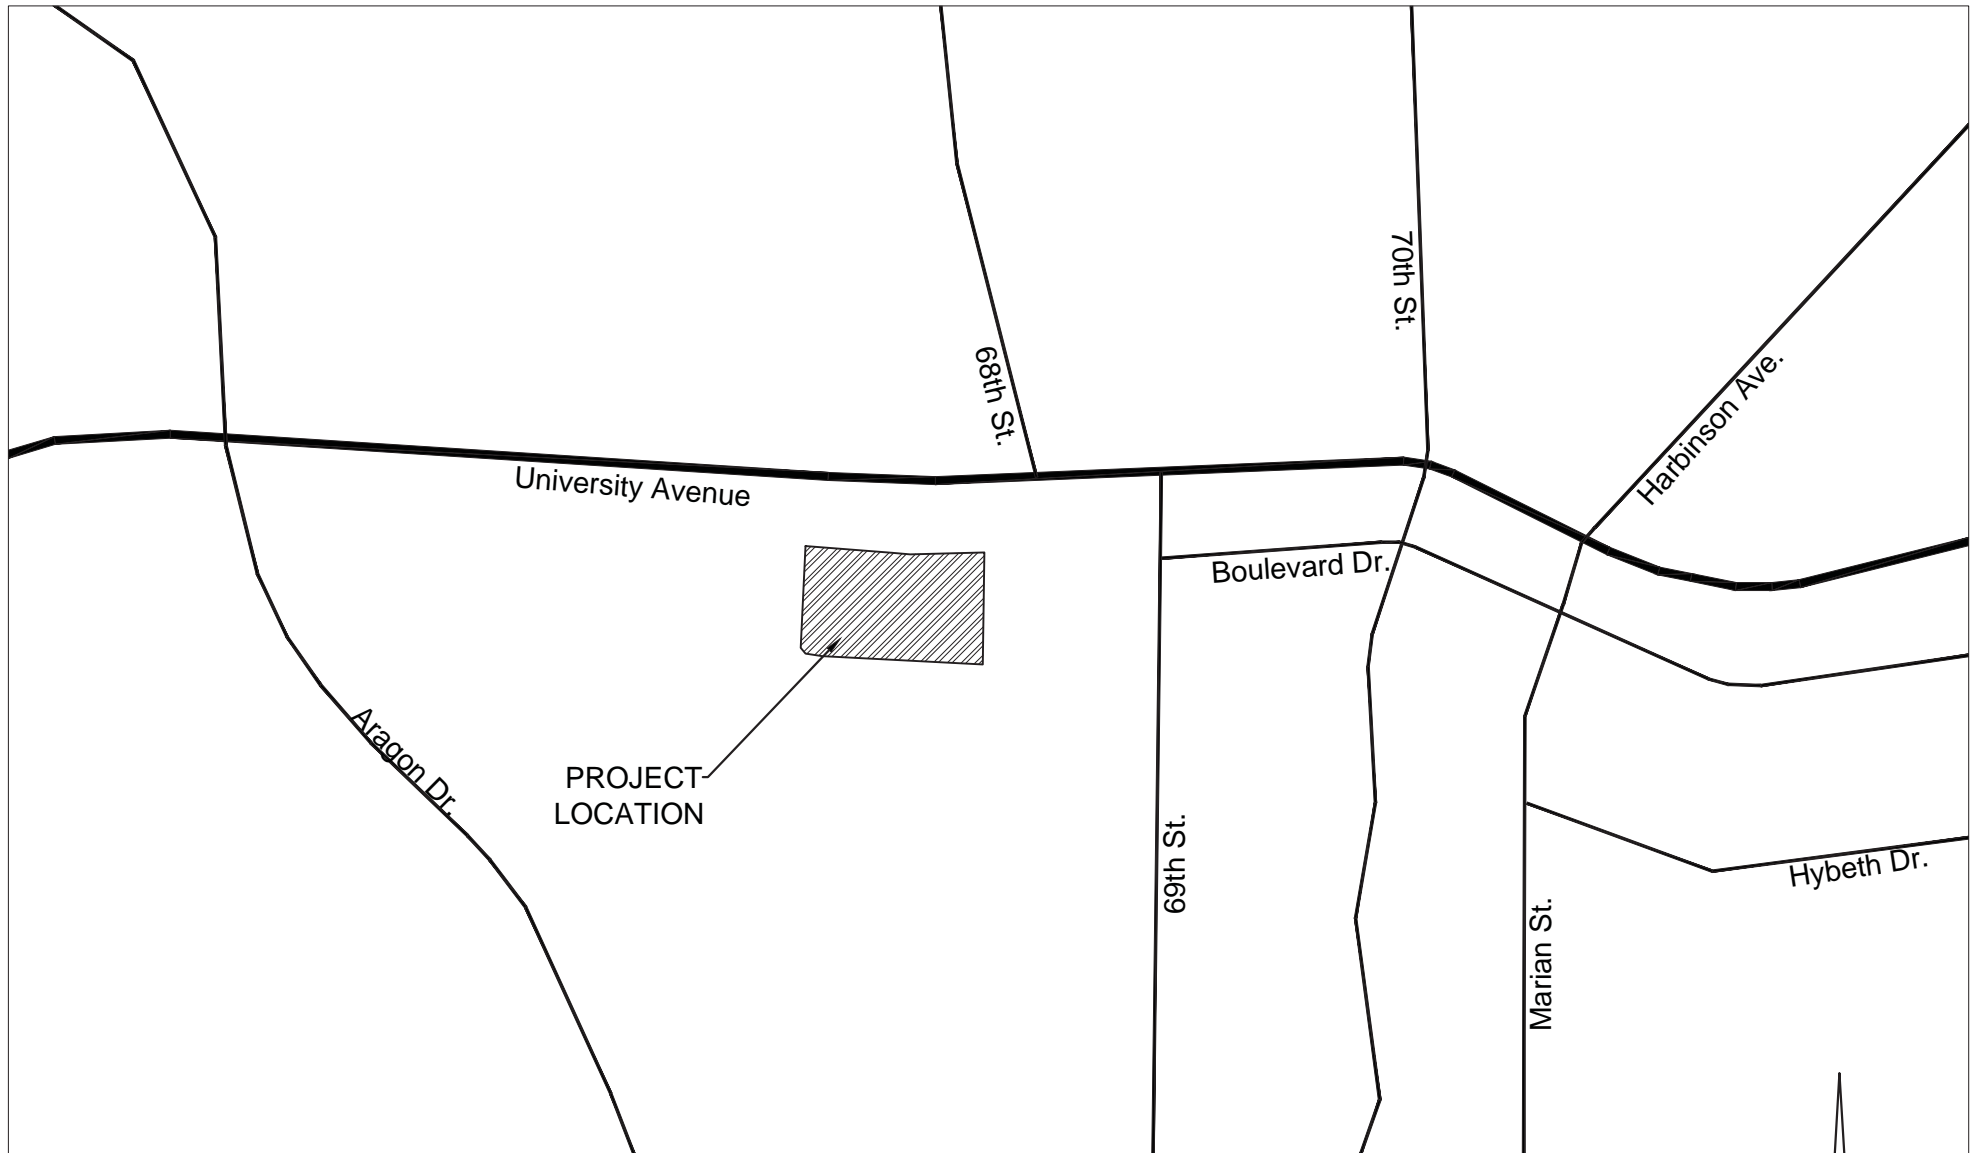 70th St.
68th St.
Harbinson Ave.
University Avenue
Boulevard Dr.
Aragon Dr.
PROJECT
LOCATION
69th St.
Hybeth Dr.
Marian St.